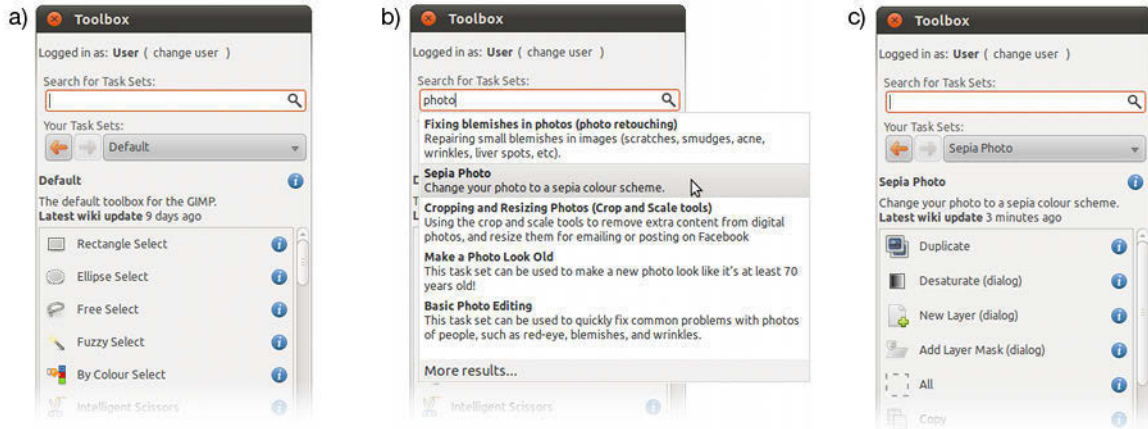 a)
Toolbox
Logged in as: User ( change user )
Search for Task Sets:
Your Task Sets:
Default
Default
The default toolbox for the GIMP.
Latest wiki update 9 days ago
Rectangle Select
Ellipse Select
Free Select
Fuzzy Select
By Colour Select
Intelligent Scissors
b)
Toolbox
Logged in as: User ( change user )
Search for Task Sets:
photo
Fixing blemishes in photos (photo retouching)
Repairing small blemishes in images (scratches, smudges, acne,
wrinkles, liver spots, etc).
Sepia Photo
Change your photo to a sepia colour scheme.
Cropping and Resizing Photos (Crop and Scale tools)
Using the crop and scale tools to remove extra content from digital
photos, and resize them for emailing or posting on Facebook
Make a Photo Look Old
This task set can be used to make a new photo look like it's at least 70
years old!
Basic Photo Editing
This task set can be used to quickly fix common problems with photos
of people, such as red-eye, blemishes, and wrinkles.
More results...
Intelligent Scissors
c)
Toolbox
Logged in as: User ( change user )
Search for Task Sets:
Your Task Sets:
Sepia Photo
Sepia Photo
Change your photo to a sepia colour scheme.
Latest wiki update 3 minutes ago
Duplicate
Desaturate (dialog)
New Layer (dialog)
Add Layer Mask (dialog)
All
Copy